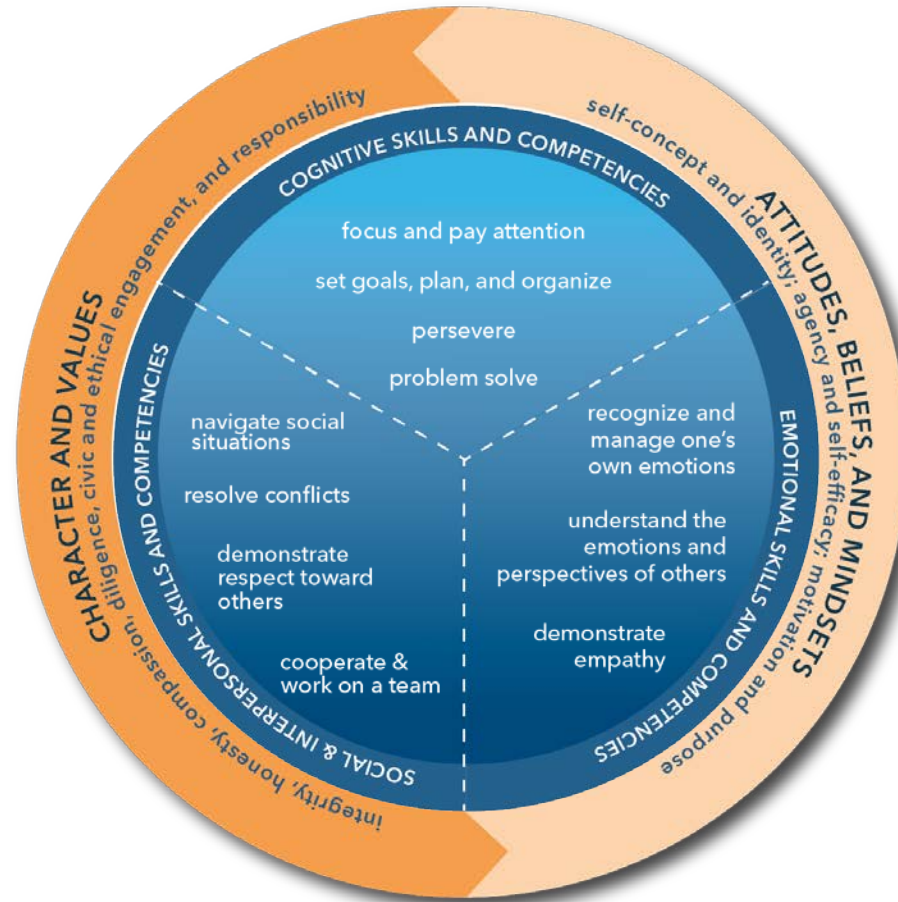 CHARACTER AND VALUES
integrity, honesty, compassion, diligence, civic and ethical engagement, and responsibility
ATTITUDES, BELIEFS, AND MINDSETS
self-concept and identity; agency and self-efficacy; motivation and purpose
COGNITIVE SKILLS AND COMPETENCIES
focus and pay attention
set goals, plan, and organize
persevere
problem solve
EMOTIONAL SKILLS AND COMPETENCIES
recognize and
manage one's
own emotions
understand the
emotions and
perspectives of others
demonstrate
empathy
SOCIAL & INTERPERSONAL SKILLS AND COMPETENCIES
navigate social
situations
resolve conflicts
demonstrate
respect toward
others
cooperate &
work on a team